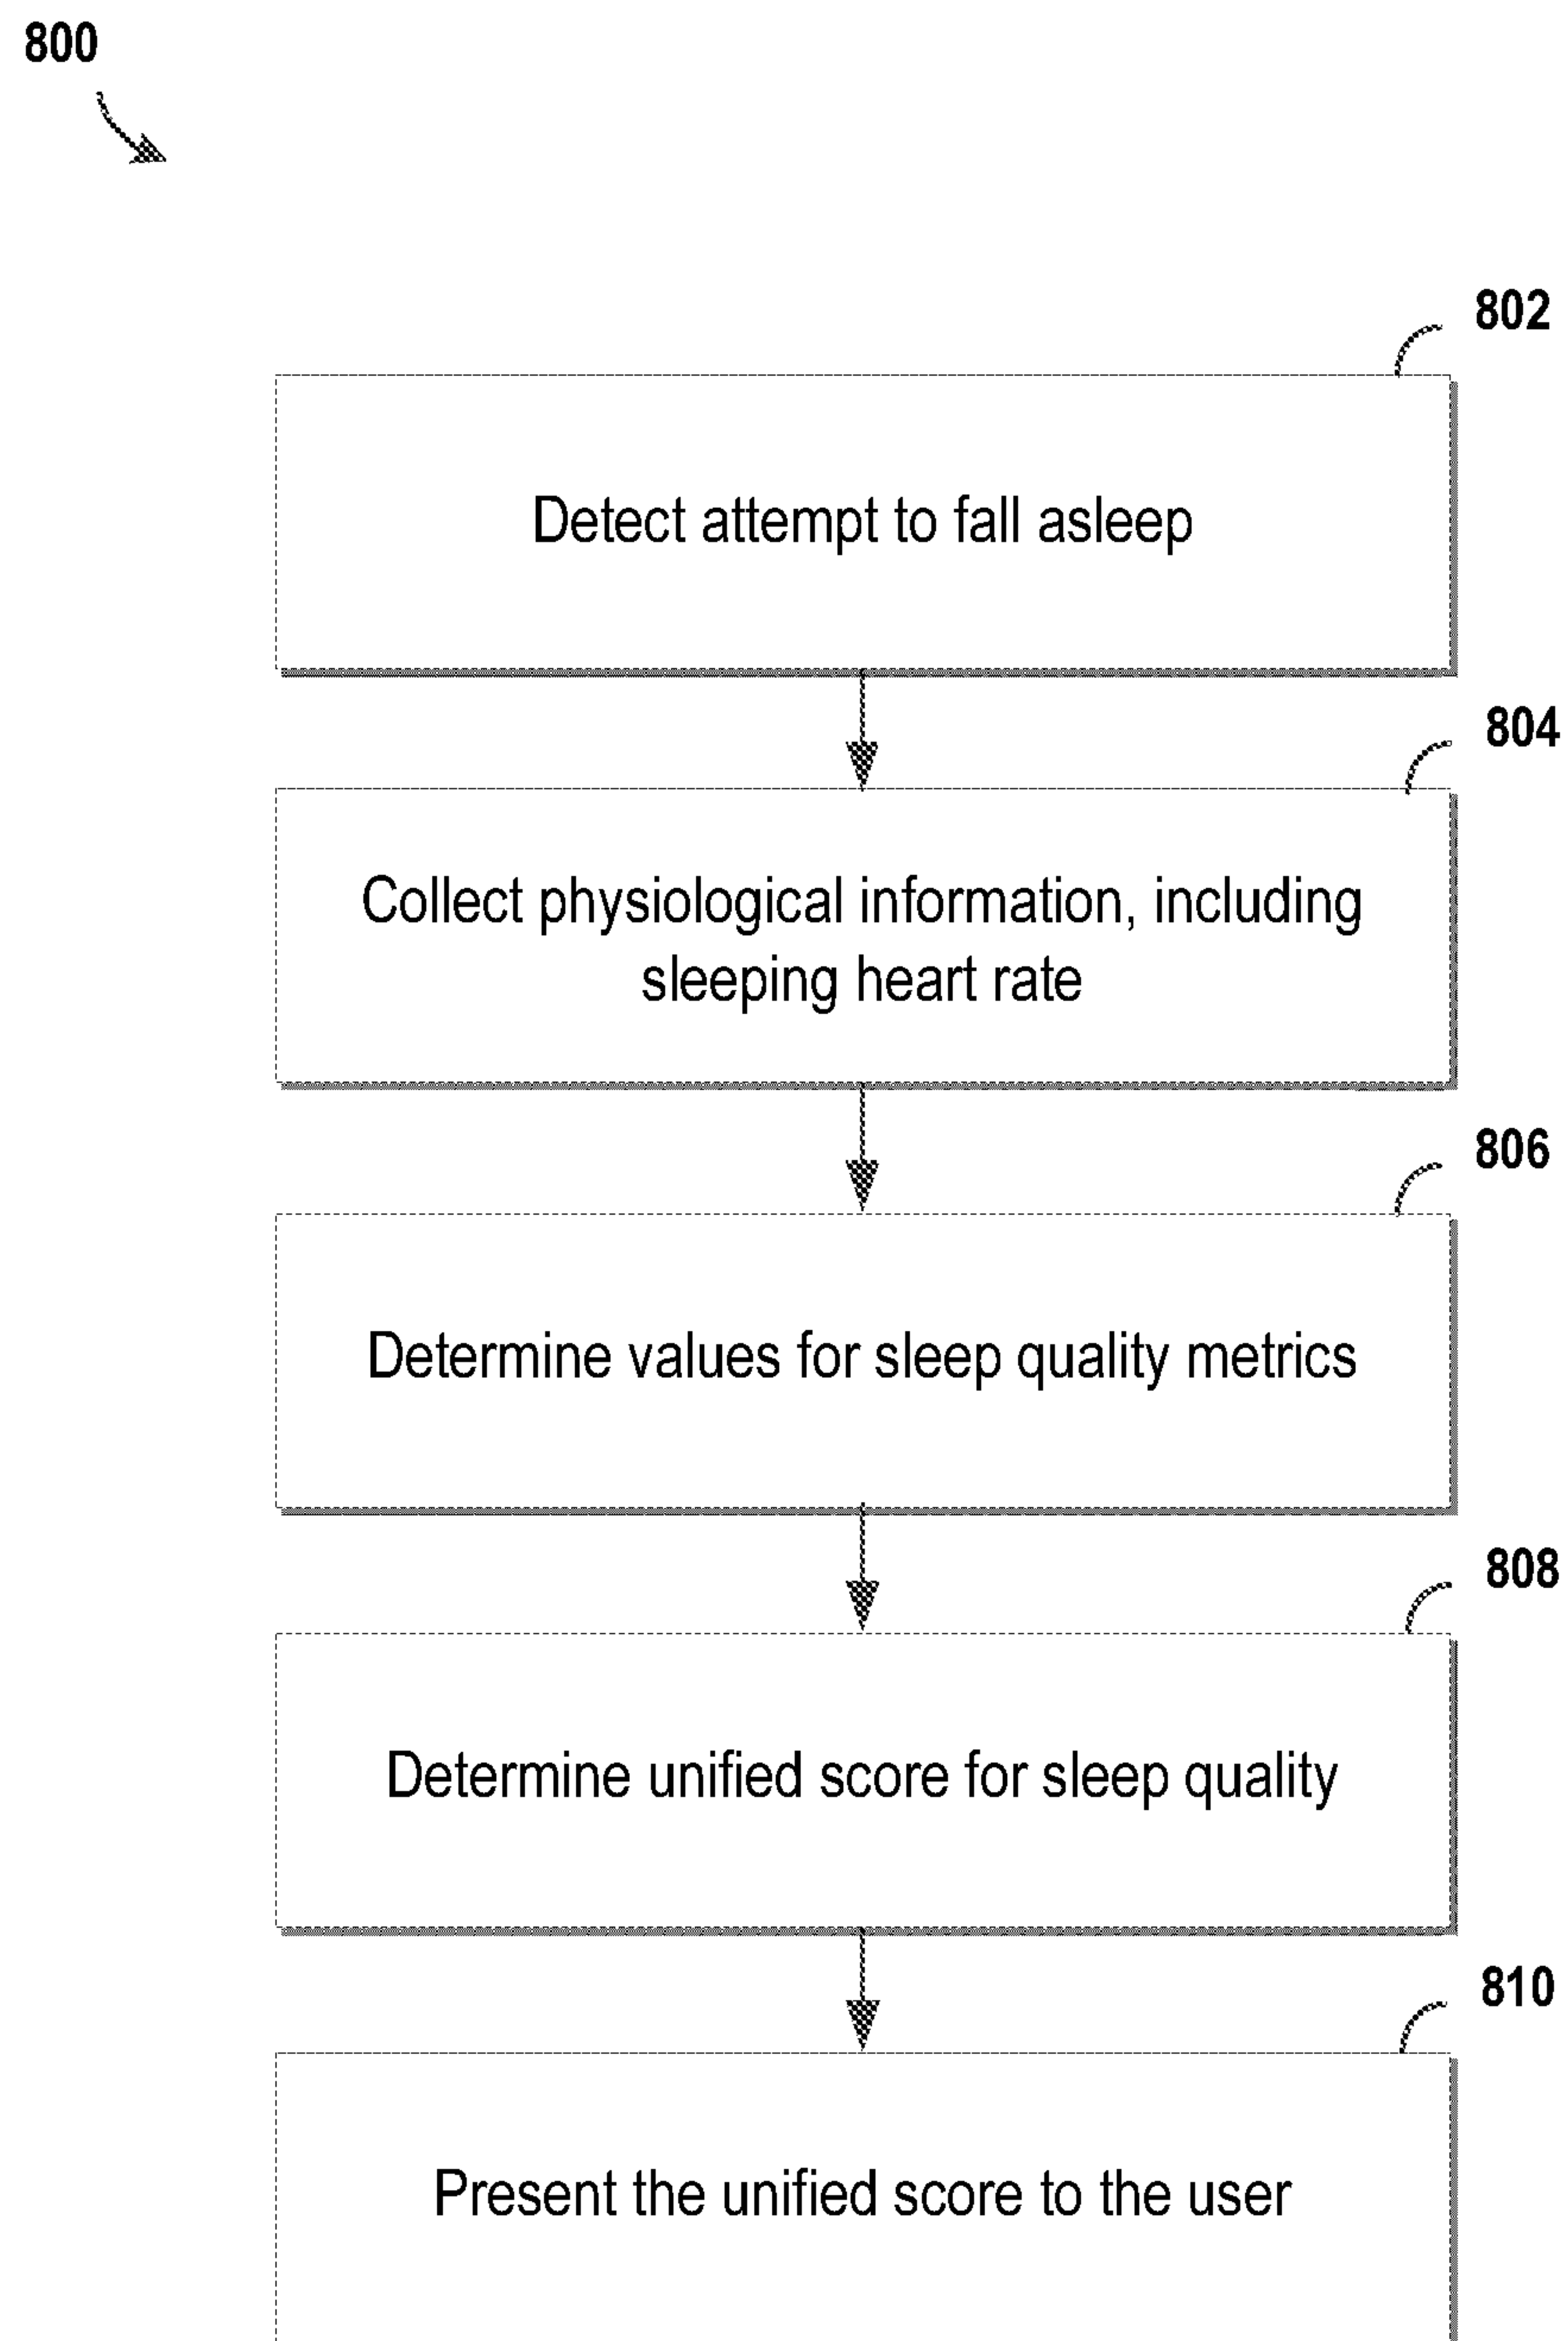 800
802
Detect attempt to fall asleep
804
Collect physiological information, including
sleeping heart rate
806
Determine values for sleep quality metrics
808
Determine unified score for sleep quality
810
Present the unified score to the user